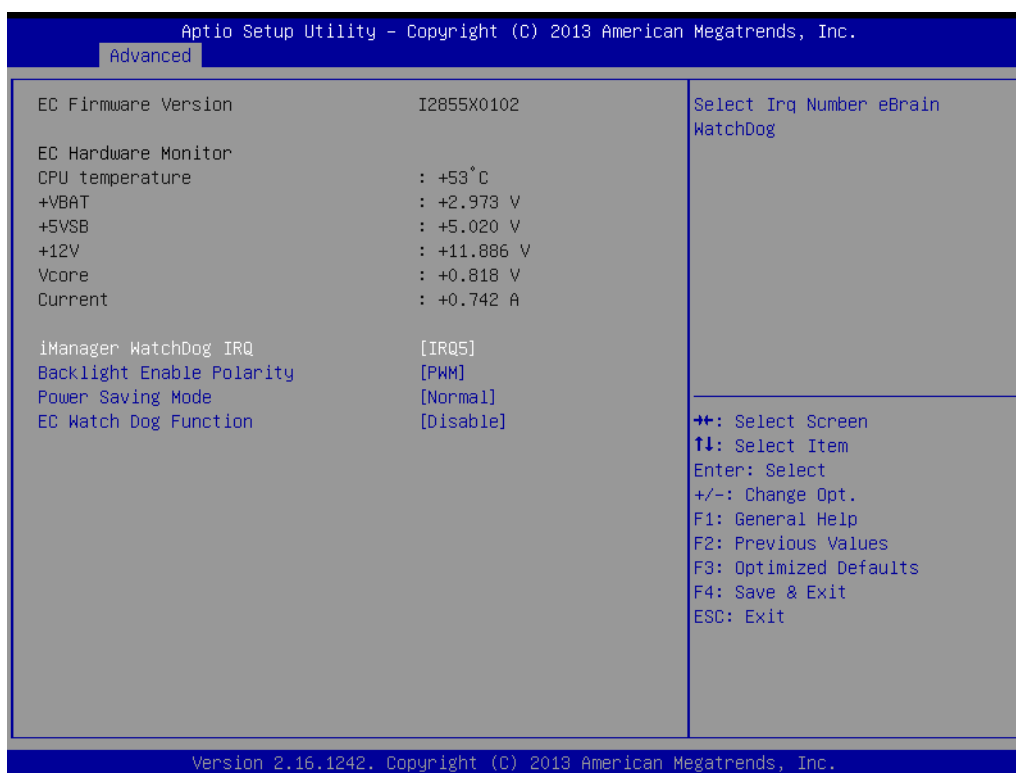 Aptio Setup Utility – Copyright (C) 2013 American Megatrends, Inc.
Advanced
EC Firmware Version I2855X0102
EC Hardware Monitor
CPU temperature : +53°C
+VBAT : +2.973 V
+5VSB : +5.020 V
+12V : +11.886 V
Vcore : +0.818 V
Current : +0.742 A
iManager WatchDog IRQ [IRQ5]
Backlight Enable Polarity [PWM]
Power Saving Mode [Normal]
EC Watch Dog Function [Disable]
Select Irq Number eBrain
WatchDog
→←: Select Screen
↑↓: Select Item
Enter: Select
+/-: Change Opt.
F1: General Help
F2: Previous Values
F3: Optimized Defaults
F4: Save & Exit
ESC: Exit
Version 2.16.1242. Copyright (C) 2013 American Megatrends, Inc.